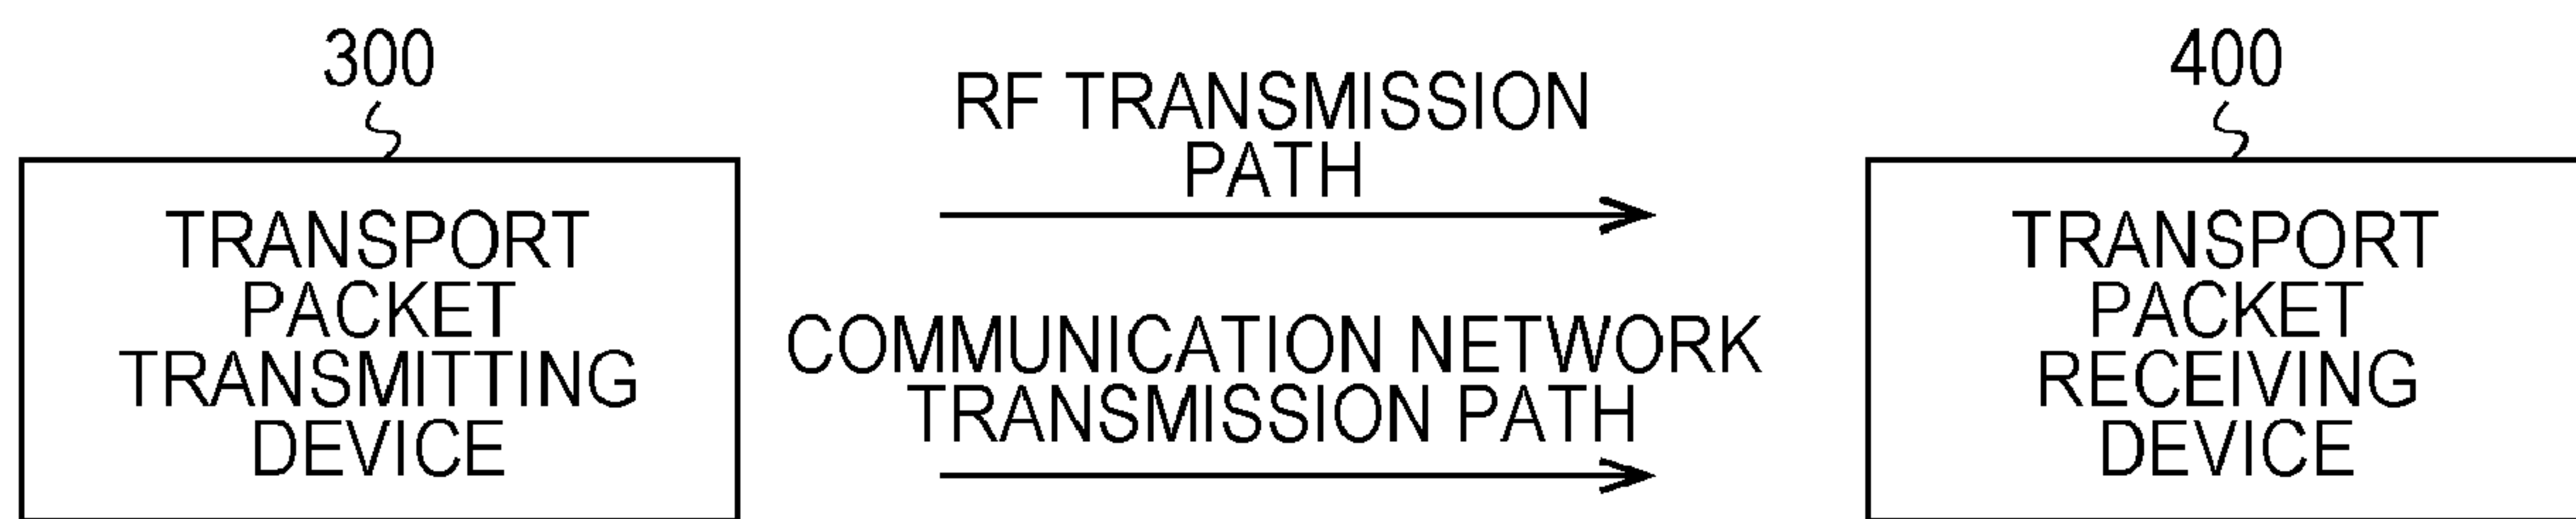 300
TRANSPORT
PACKET
TRANSMITTING
DEVICE
RF TRANSMISSION
PATH
COMMUNICATION NETWORK
TRANSMISSION PATH
400
TRANSPORT
PACKET
RECEIVING
DEVICE